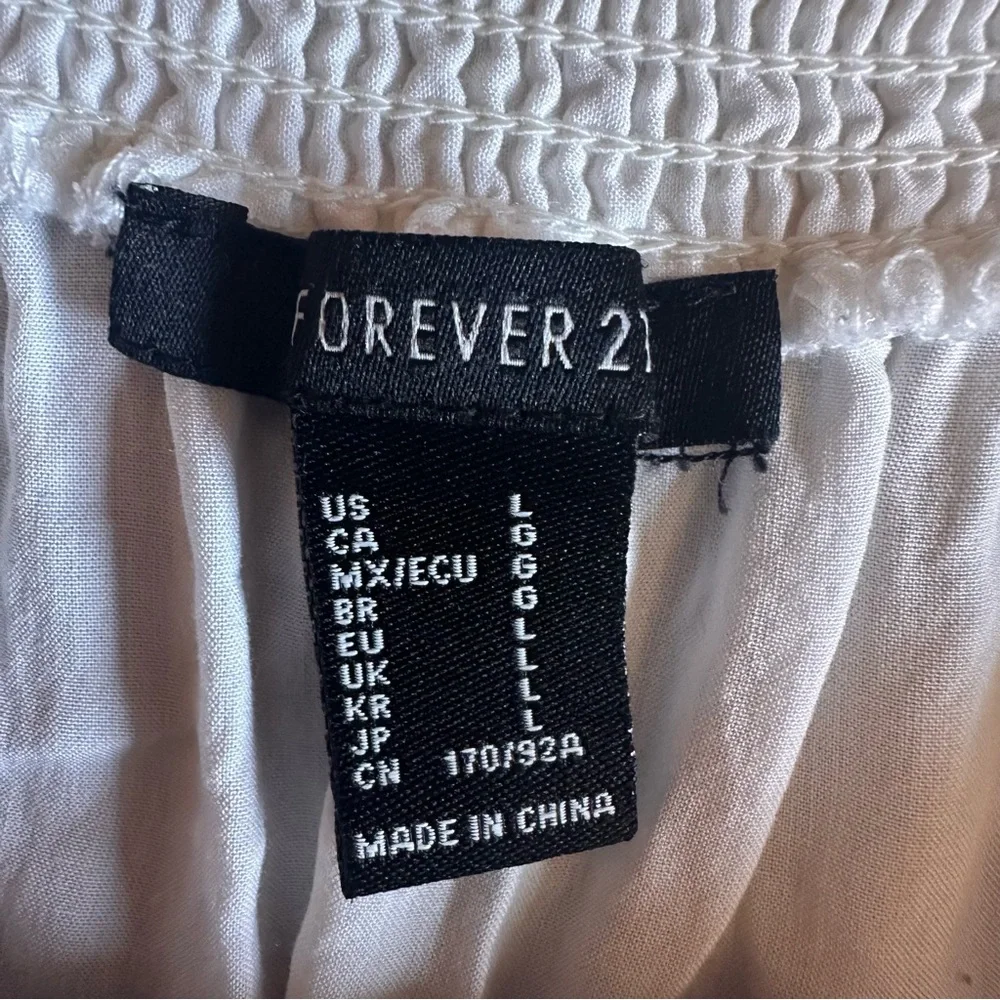 FOREVER 21
US L
CA G
MX/ECU G
BR G
EU L
UK L
KR L
JP L
CN 170/92A
MADE IN CHINA